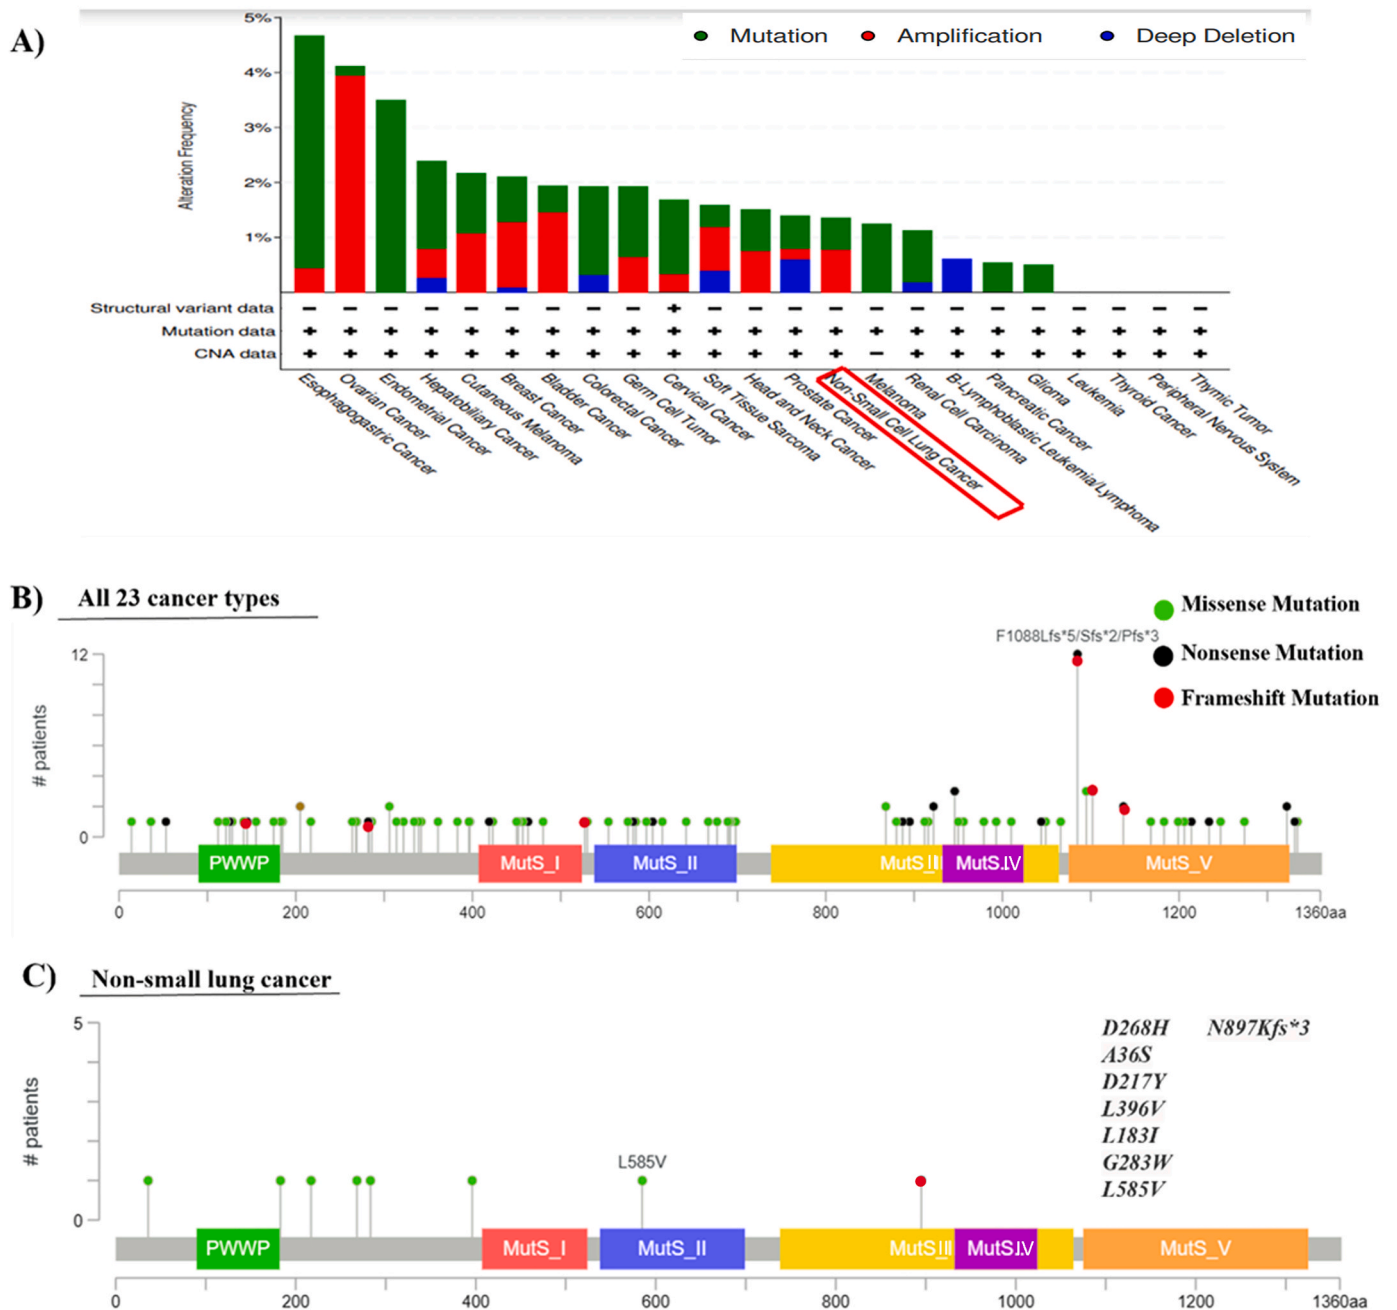 A)
Mutation Amplification Deep Deletion
5%
4%
3%
2%
1%
Alteration Frequency
Structural variant data
Mutation data
CNA data
Esophagogastric Cancer
Ovarian Cancer
Endometrial Cancer
Hepatobiliary Cancer
Cutaneous Melanoma
Breast Cancer
Bladder Cancer
Colorectal Cancer
Germ Cell Tumor
Cervical Cancer
Soft Tissue Sarcoma
Head and Neck Cancer
Prostate Cancer
Non-Small Cell Lung Cancer
Melanoma
Renal Cell Carcinoma
B-Lymphoblastic Leukemia/Lymphoma
Pancreatic Cancer
Glioma
Leukemia
Thyroid Cancer
Peripheral Nervous System
Thymic Tumor
B) All 23 cancer types
Missense Mutation
Nonsense Mutation
Frameshift Mutation
F1088Lfs*5/Sfs*2/Pfs*3
12
0
# patients
PWWP MutS_I MutS_II MutS_III MutS_IV MutS_V
0 200 400 600 800 1000 1200 1360aa
C) Non-small lung cancer
5
0
# patients
D268H N897Kfs*3
A36S
D217Y
L396V
L183I
G283W
L585V
L585V
PWWP MutS_I MutS_II MutS_III MutS_IV MutS_V
0 200 400 600 800 1000 1200 1360aa